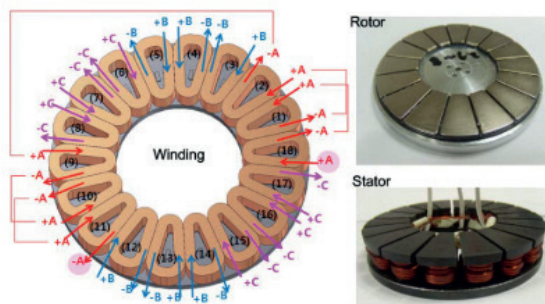 Rotor
+B
+B
-B
-B
-B
+B
-A
+C
-C
-C
+C
+C
-C
+A
+A
-A
-A
(5)
(4)
(3)
(2)
(1)
(6)
(7)
(8)
(9)
(18)
Winding
+A
+A
-C
-A
-A
(10)
(17)
Stator
+A
+A
-A
(11)
(12)
(13)
(14)
(15)
(16)
+C
+C
-C
-C
+C
+B
-B
-B
+B
+B
-B
-B
+B